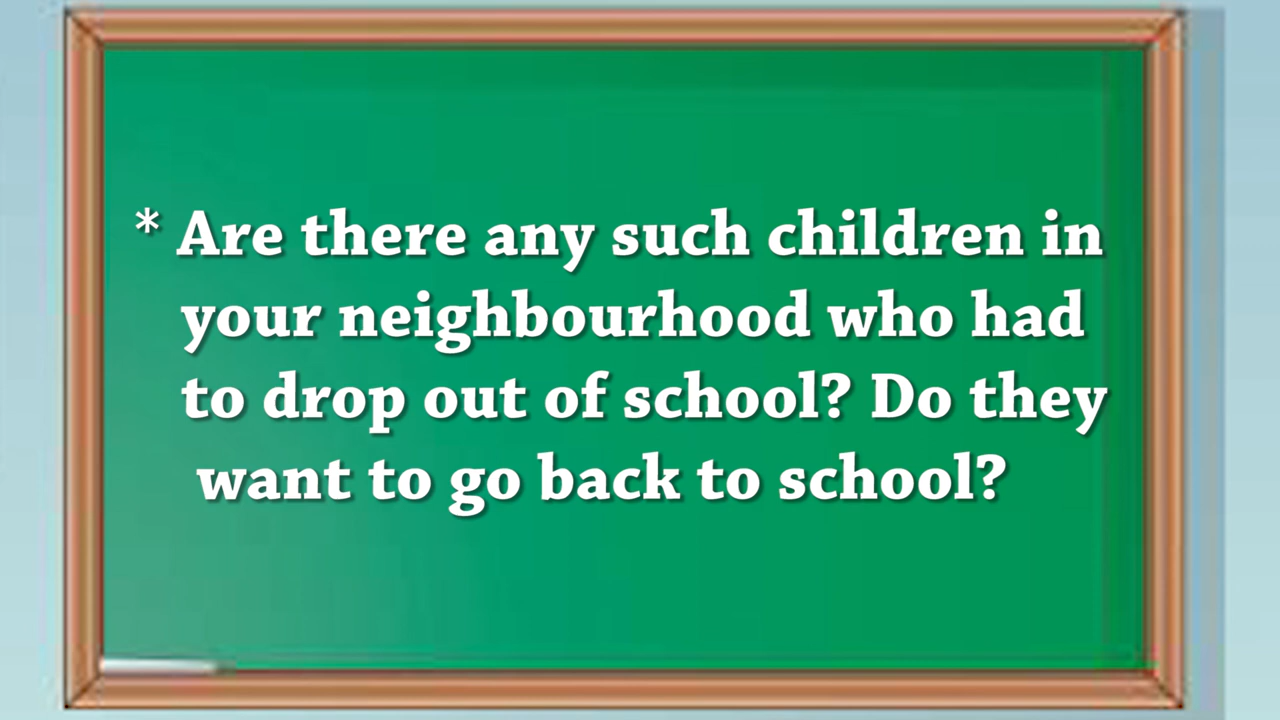 * Are there any such children in
your neighbourhood who had
to drop out of school? Do they
want to go back to school?